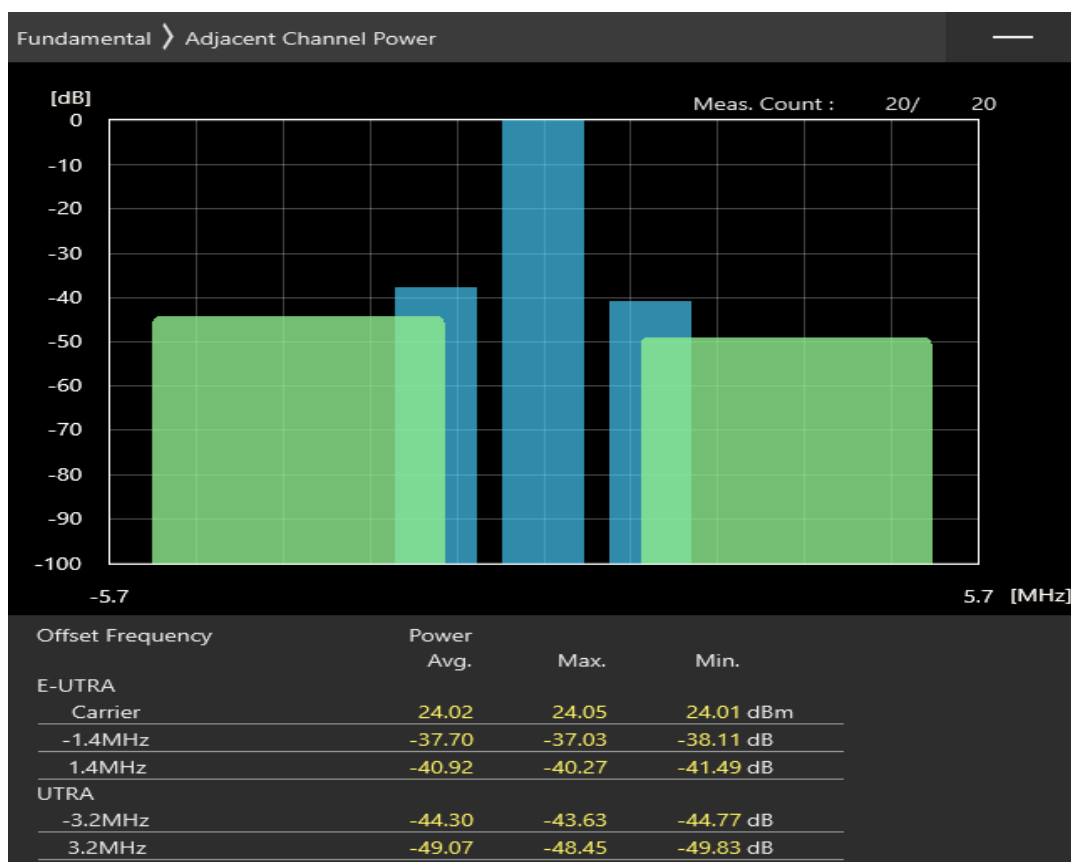 Fundamental ❯ Adjacent Channel Power
[dB]
Meas. Count : 20/ 20
0
-10
-20
-30
-40
-50
-60
-70
-80
-90
-100
-5.7 5.7 [MHz]
Offset Frequency Power
Avg. Max. Min.
E-UTRA
Carrier 24.02 24.05 24.01 dBm
-1.4MHz -37.70 -37.03 -38.11 dB
1.4MHz -40.92 -40.27 -41.49 dB
UTRA
-3.2MHz -44.30 -43.63 -44.77 dB
3.2MHz -49.07 -48.45 -49.83 dB